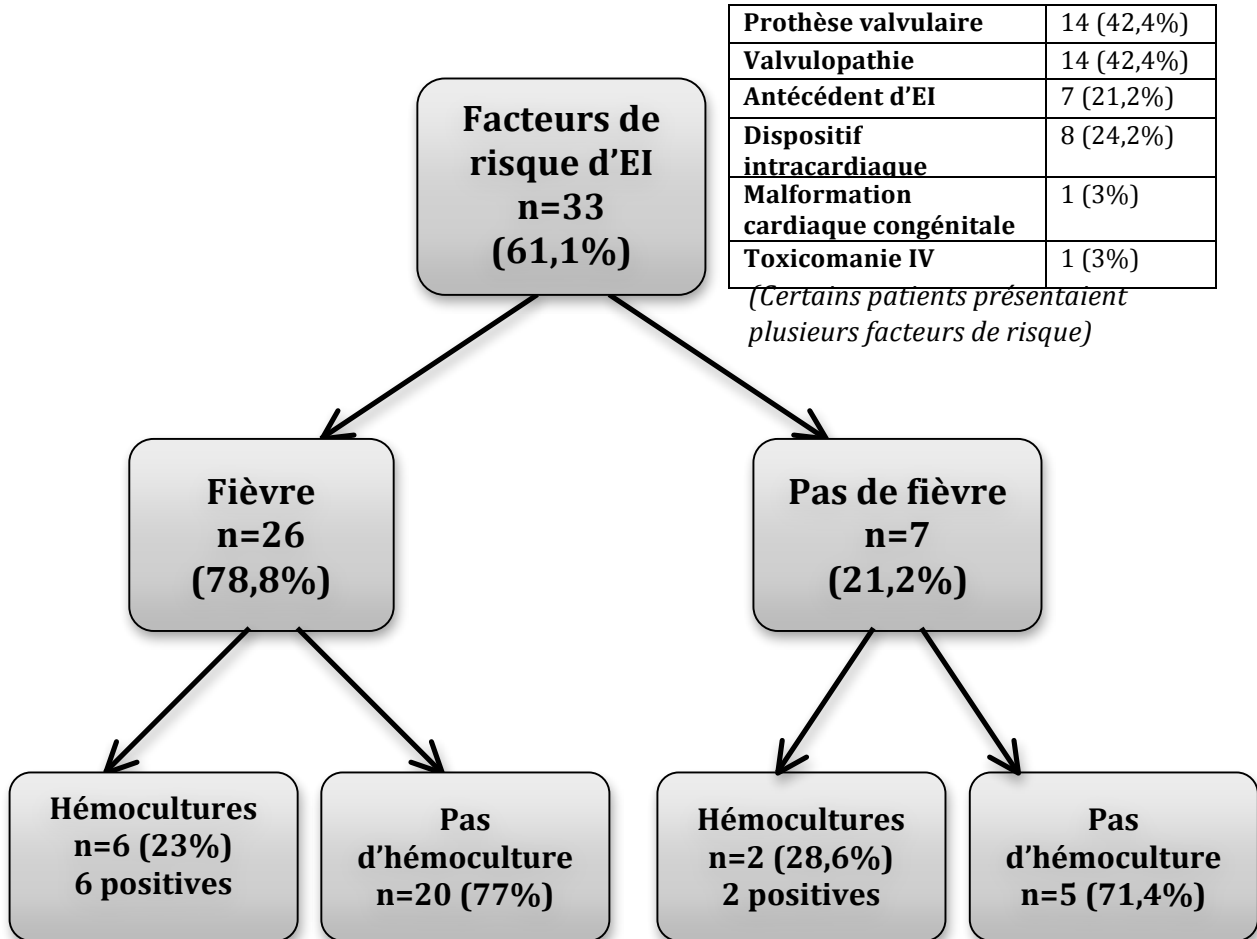 Facteurs de
risque d’EI
n=33
(61,1%)
Prothèse valvulaire 14 (42,4%)
Valvulopathie 14 (42,4%)
Antécédent d’EI 7 (21,2%)
Dispositif 8 (24,2%)
intracardiaque
Malformation 1 (3%)
cardiaque congénitale
Toxicomanie IV 1 (3%)
(Certains patients présentaient
plusieurs facteurs de risque)
Fièvre
n=26
(78,8%)
Pas de fièvre
n=7
(21,2%)
Hémocultures
n=6 (23%)
6 positives
Pas
d’hémoculture
n=20 (77%)
Hémocultures
n=2 (28,6%)
2 positives
Pas
d’hémoculture
n=5 (71,4%)